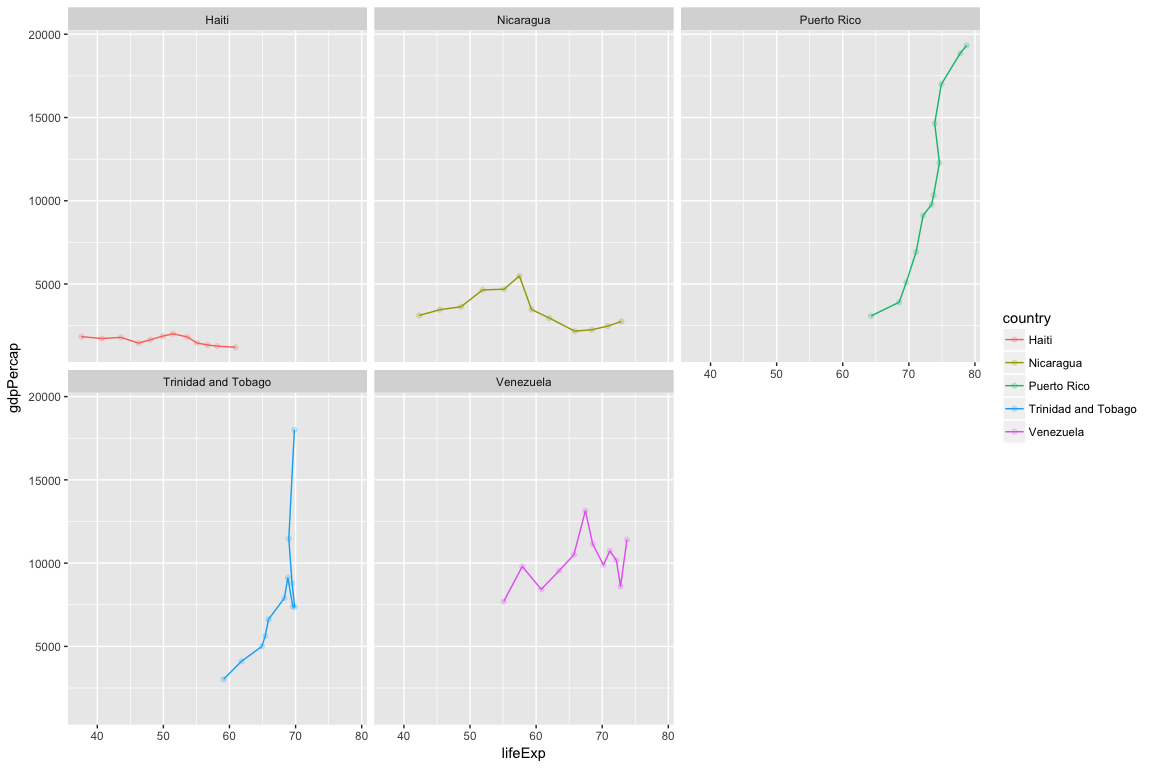 Haiti
Nicaragua
Puerto Rico
20000
15000
10000
5000
40 50 60 70 80
Trinidad and Tobago
Venezuela
20000
15000
10000
5000
40 50 60 70 80
40 50 60 70 80
lifeExp
gdpPercap
country
Haiti
Nicaragua
Puerto Rico
Trinidad and Tobago
Venezuela